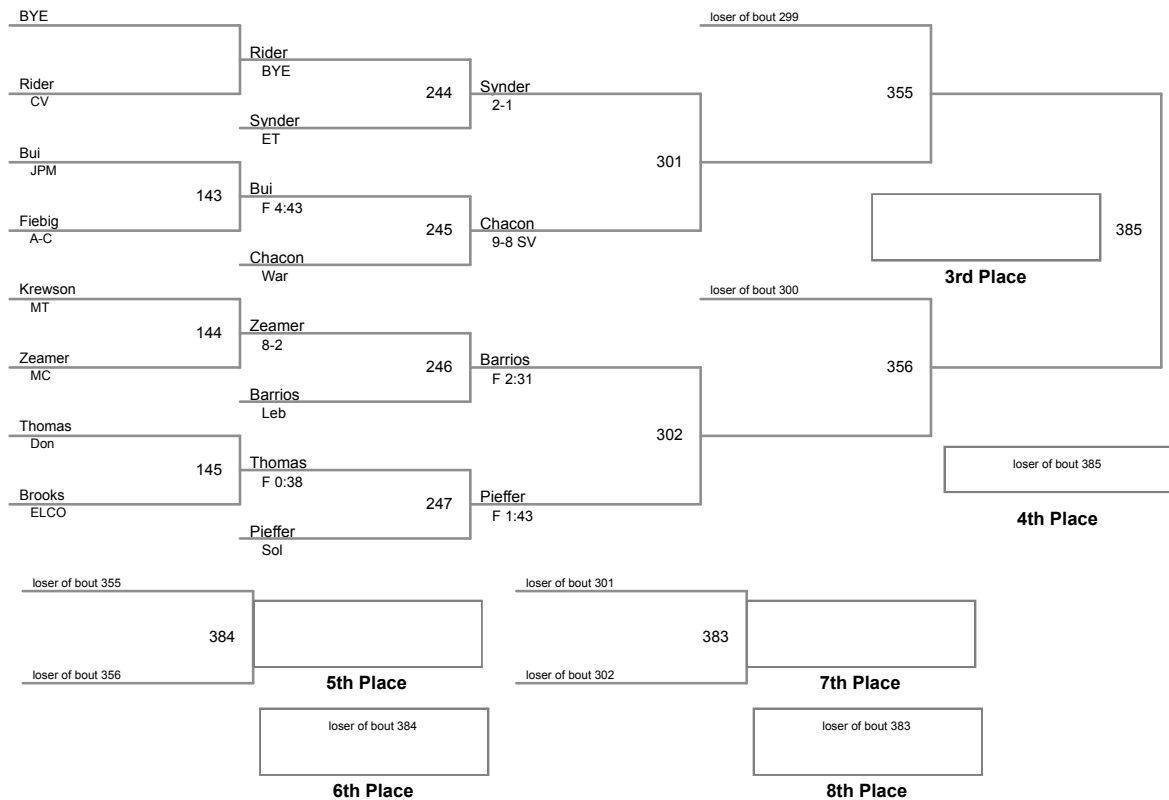 BYE
loser of bout 299
Rider
BYE
Rider
CV
244
Synder
2-1
355
Synder
ET
Bui
JPM
301
143
Bui
F 4:43
Fiebig
A-C
245
Chacon
9-8 SV
385
Chacon
War
3rd Place
Krewson
MT
loser of bout 300
144
Zeamer
8-2
Zeamer
MC
246
Barrios
F 2:31
356
Barrios
Leb
Thomas
Don
302
145
Thomas
F 0:38
loser of bout 385
Brooks
ELCO
247
Pieffer
F 1:43
4th Place
Pieffer
Sol
loser of bout 355
loser of bout 301
384
383
loser of bout 356
5th Place
loser of bout 302
7th Place
loser of bout 384
loser of bout 383
6th Place
8th Place